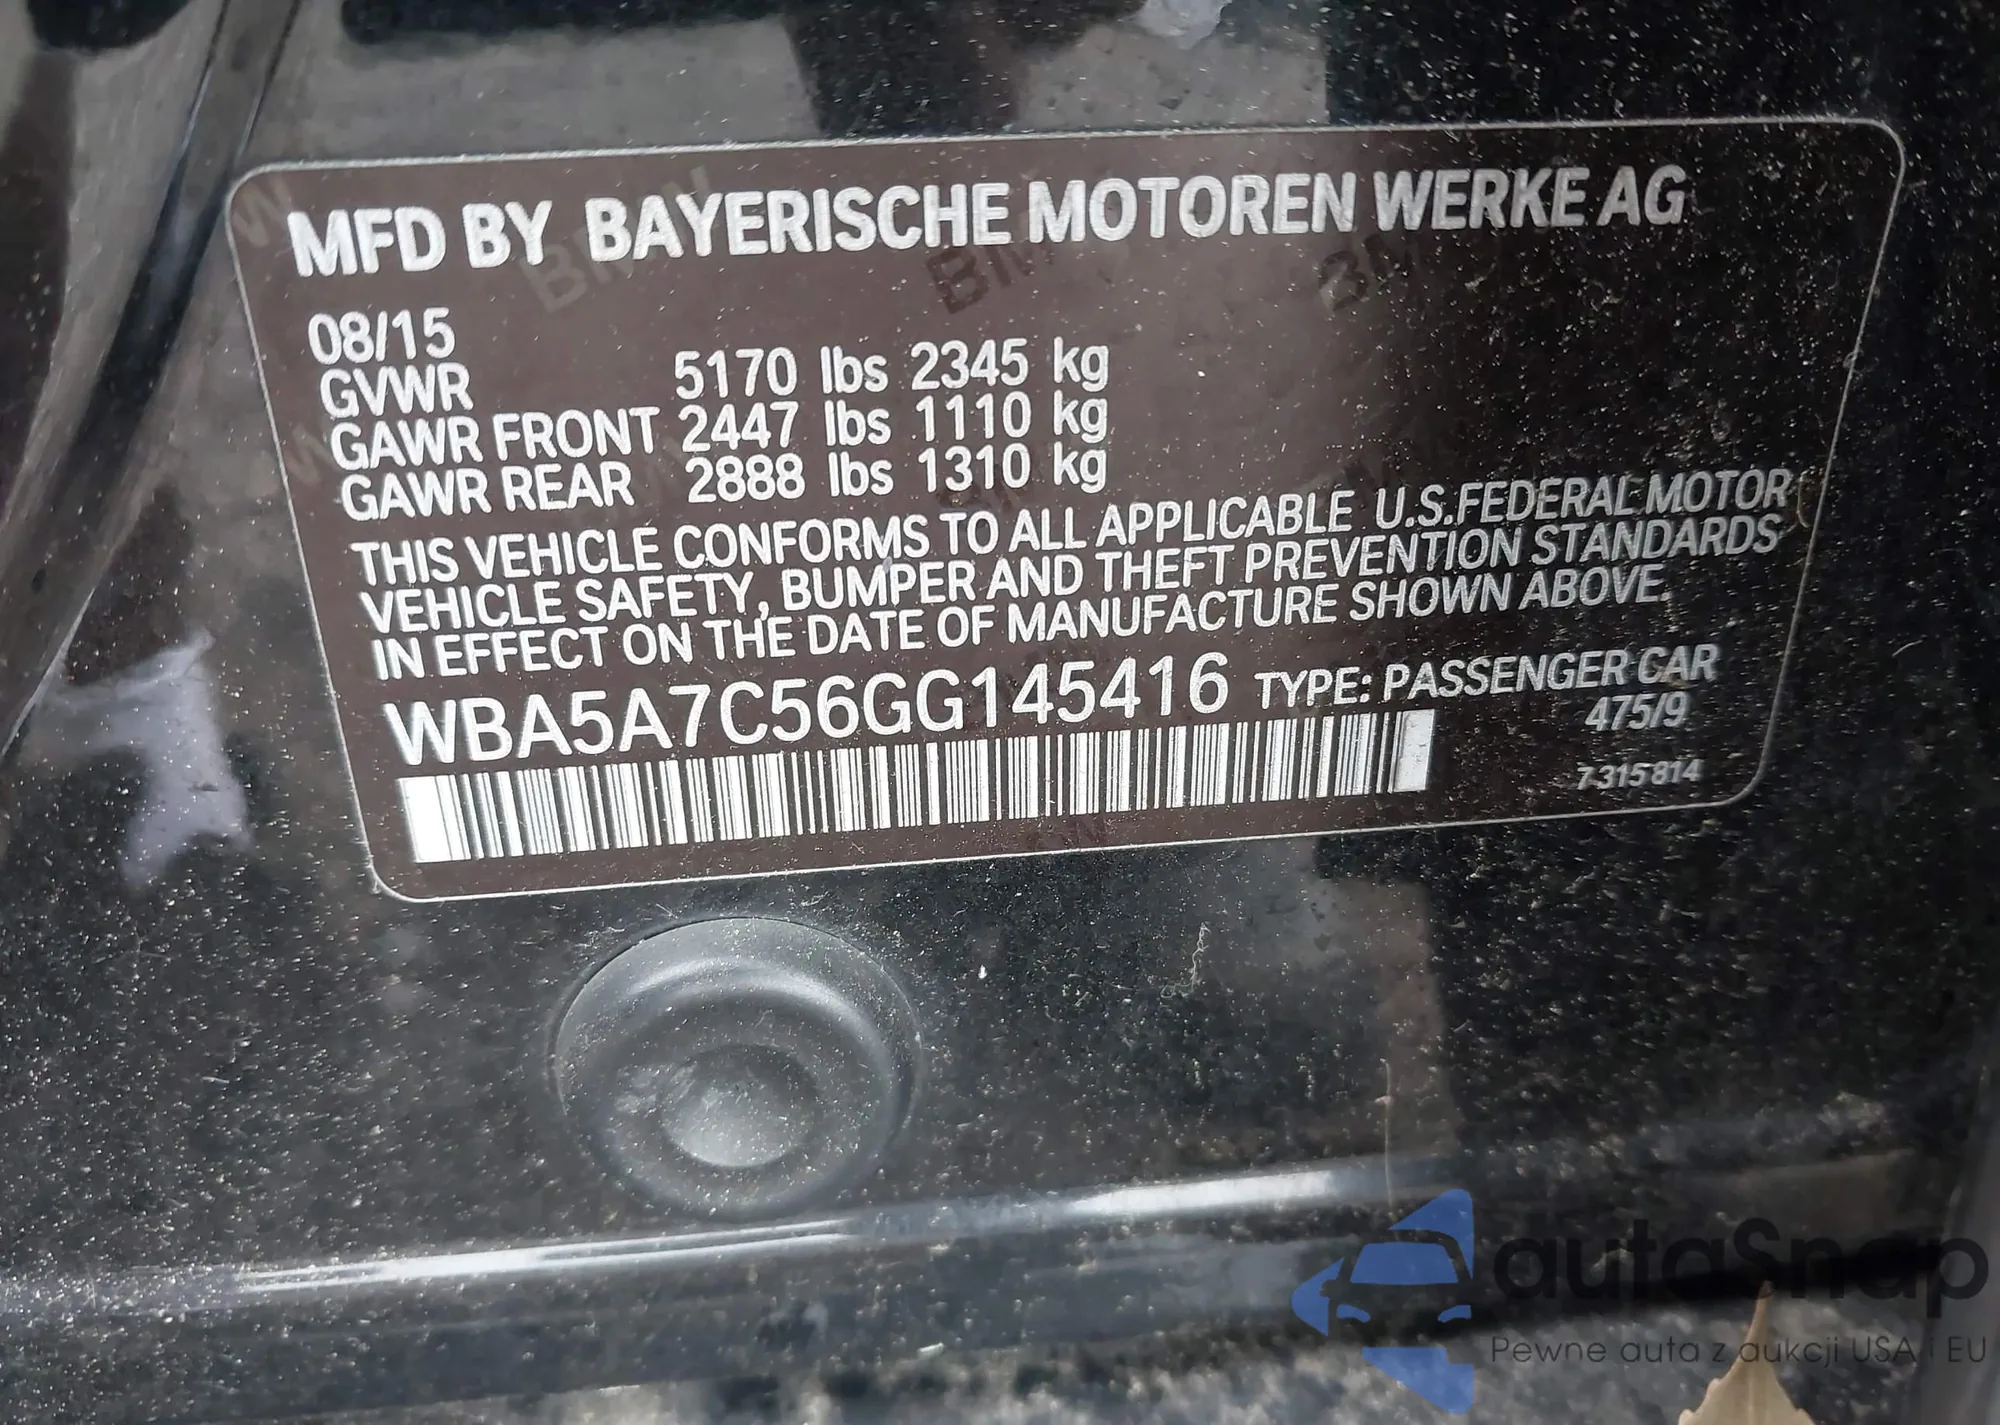 MFD BY BAYERISCHE MOTOREN WERKE AG
08/15
GVWR 5170 lbs 2345 kg
GAWR FRONT 2447 lbs 1110 kg
GAWR REAR 2888 lbs 1310 kg
THIS VEHICLE CONFORMS TO ALL APPLICABLE U.S.FEDERAL MOTOR
VEHICLE SAFETY, BUMPER AND THEFT PREVENTION STANDARDS
IN EFFECT ON THE DATE OF MANUFACTURE SHOWN ABOVE.
WBA5A7C56GG145416 TYPE: PASSENGER CAR
475/9
7 315 814
autoSnap
Pewne auta z aukcji USA i EU